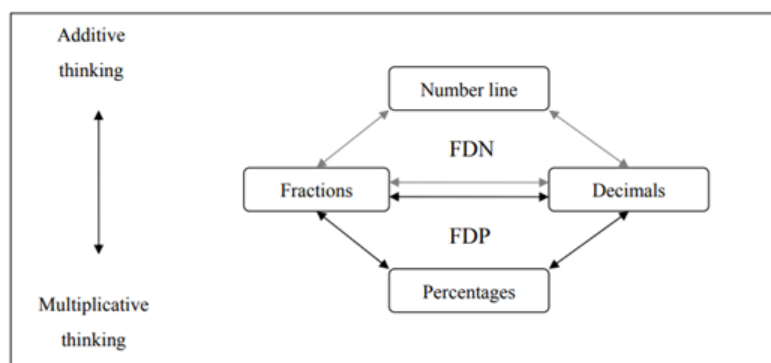 Additive
thinking
Number line
FDN
Fractions
Decimals
FDP
Percentages
Multiplicative
thinking